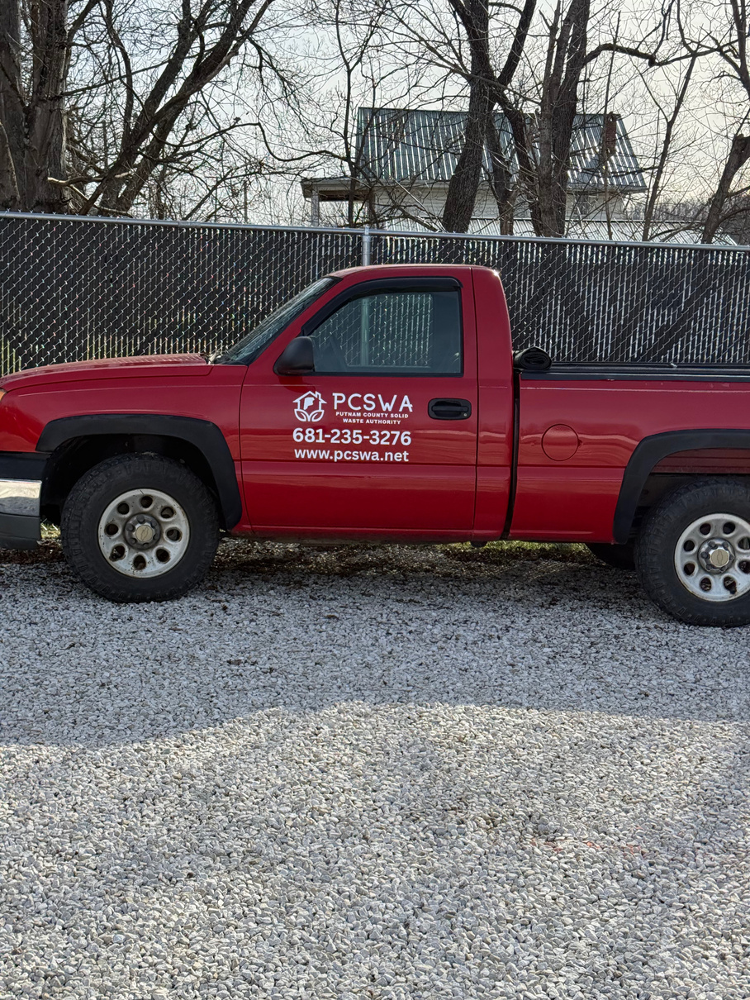 PCSWA
PUTNAM COUNTY SOLID
WASTE AUTHORITY
681-235-3276
www.pcswa.net